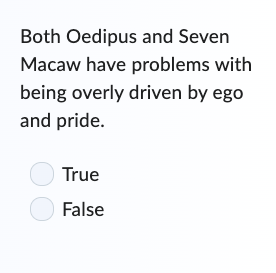 Both Oedipus and Seven
Macaw have problems with
being overly driven by ego
and pride.
True
False